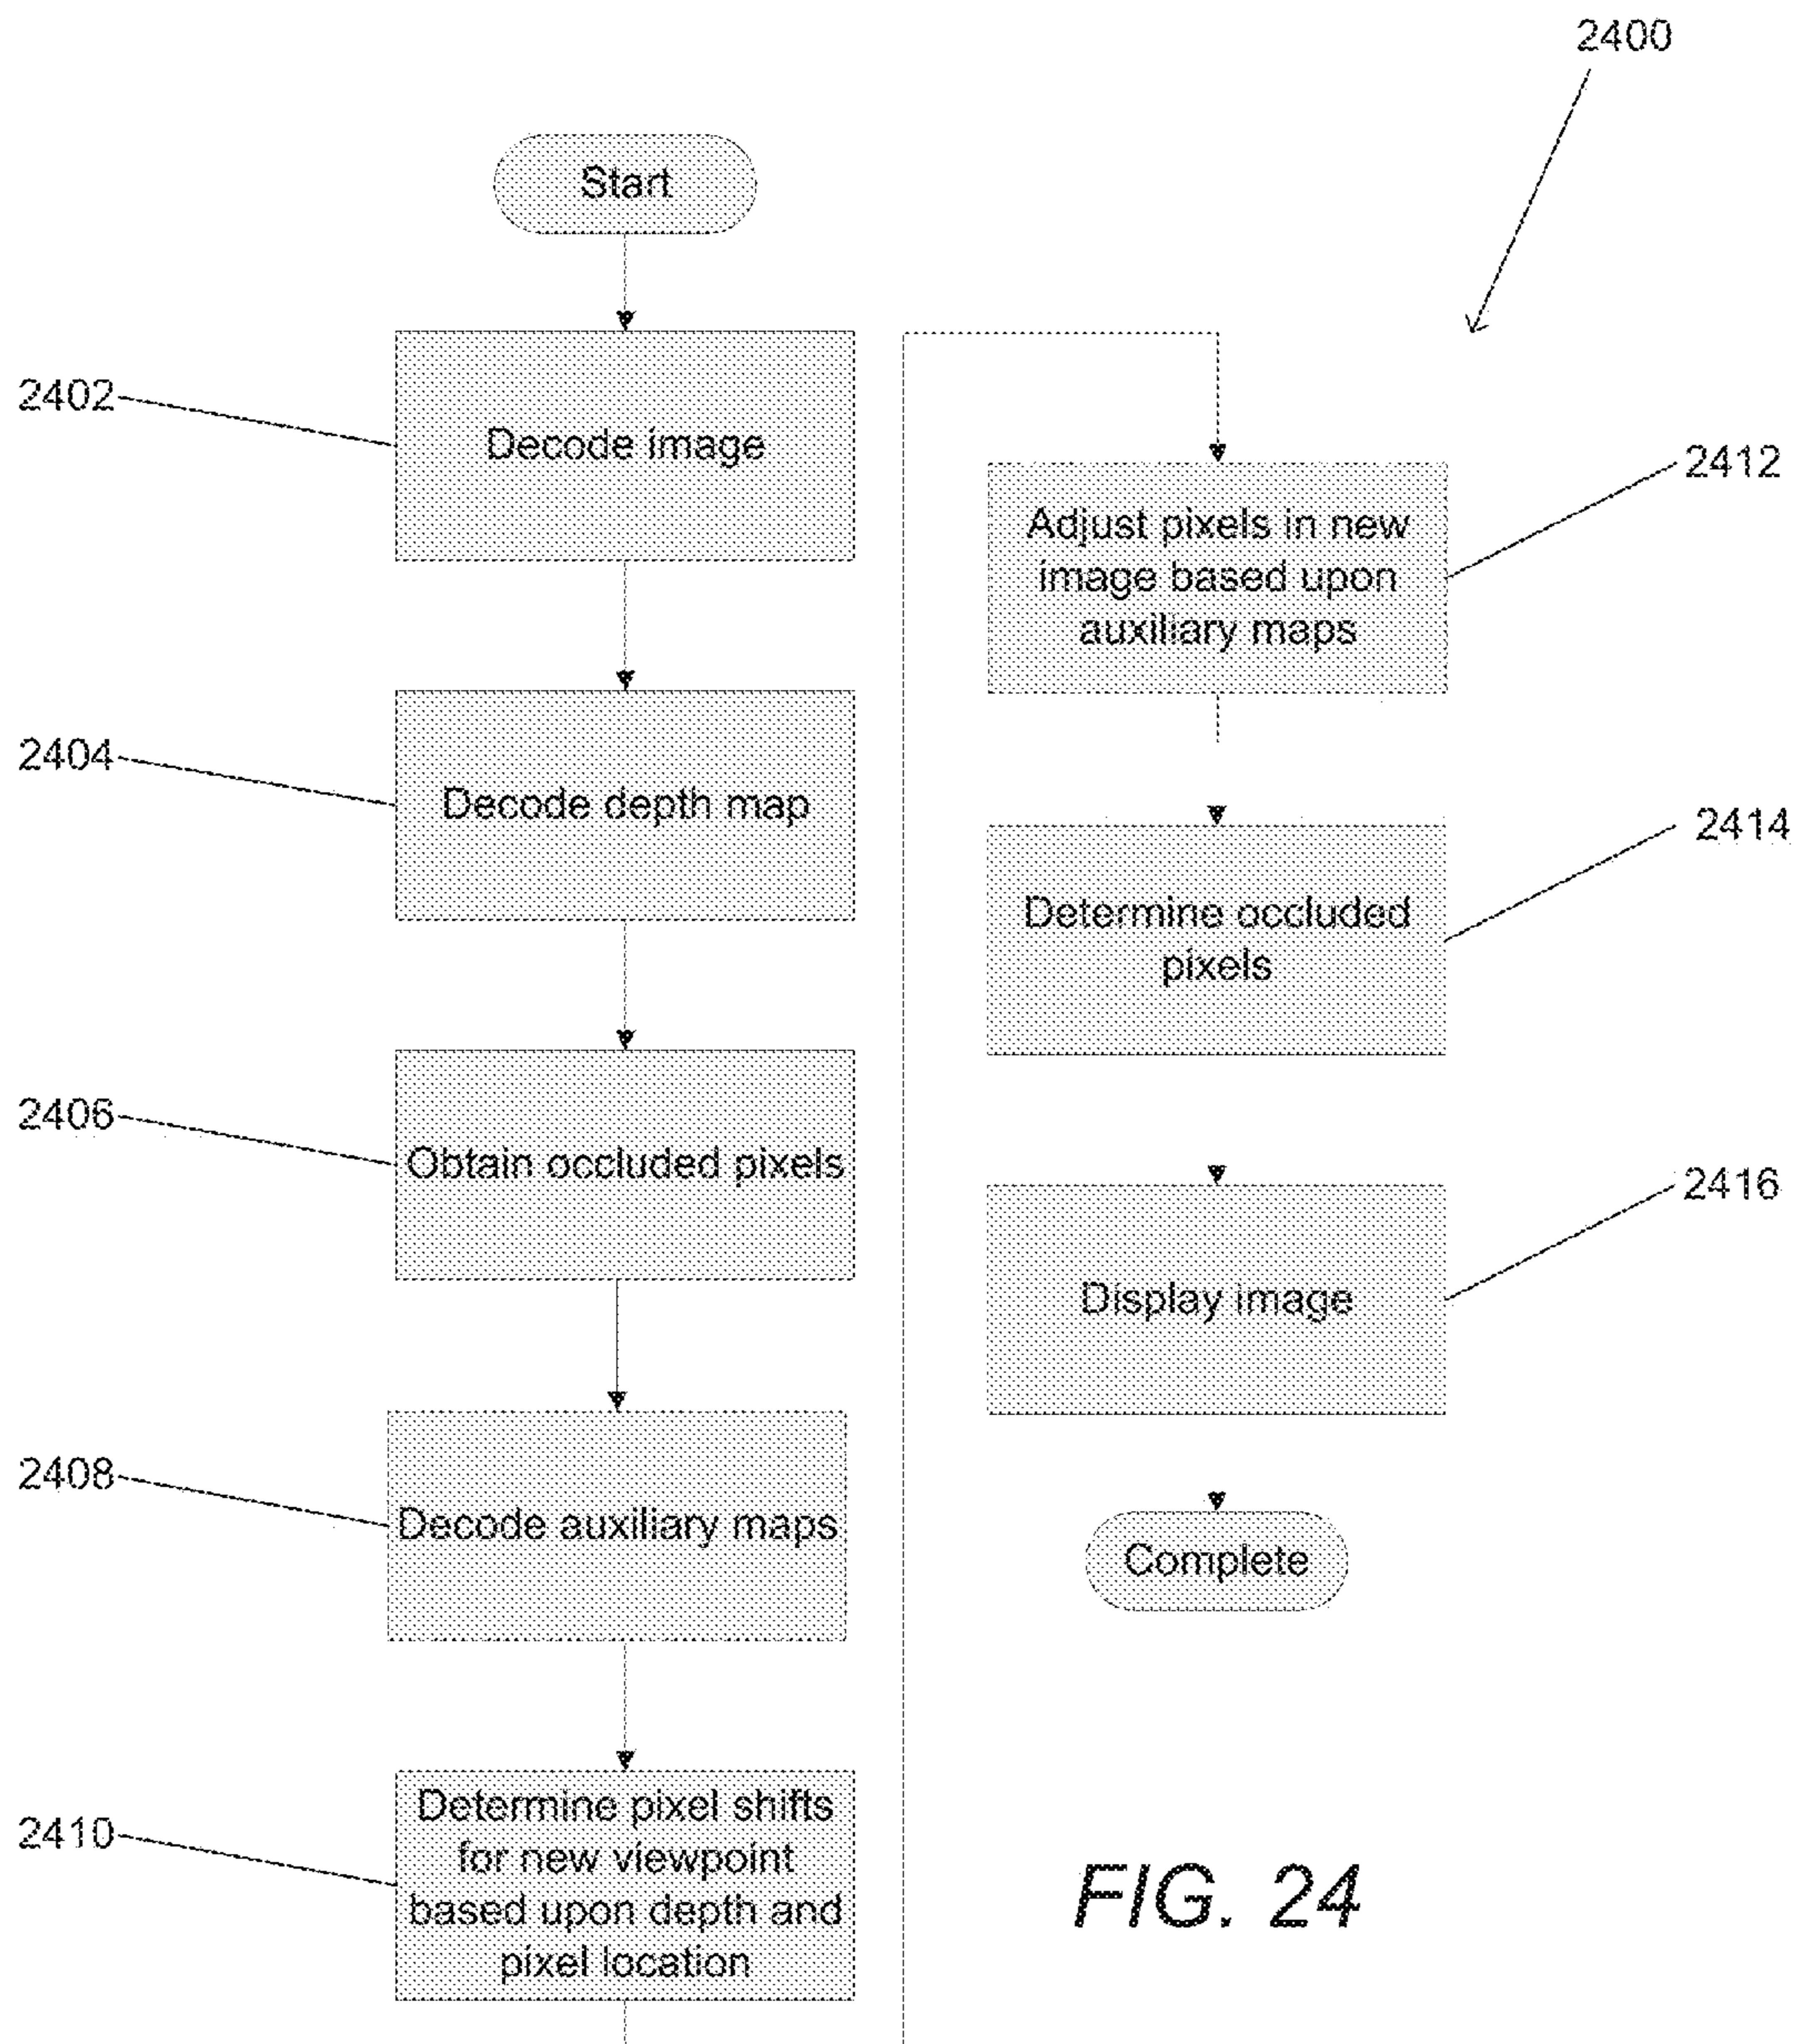 2400
Start
2402
Decode image
2404
Decode depth map
2406
Obtain occluded pixels
2408
Decode auxiliary maps
2410
Determine pixel shifts
for new viewpoint
based upon depth and
pixel location
2412
Adjust pixels in new
image based upon
auxiliary maps
2414
Determine occluded
pixels
2416
Display image
Complete
FIG. 24